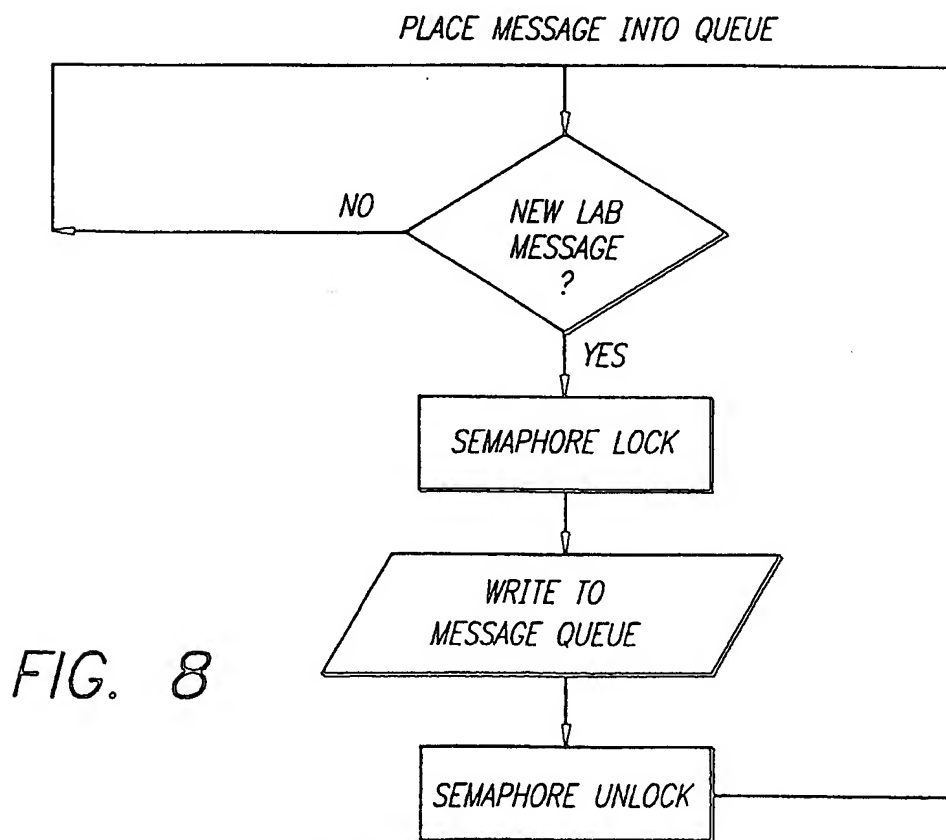 PLACE MESSAGE INTO QUEUE
NO
NEW LAB
MESSAGE
?
YES
SEMAPHORE LOCK
WRITE TO
MESSAGE QUEUE
FIG. 8
SEMAPHORE UNLOCK